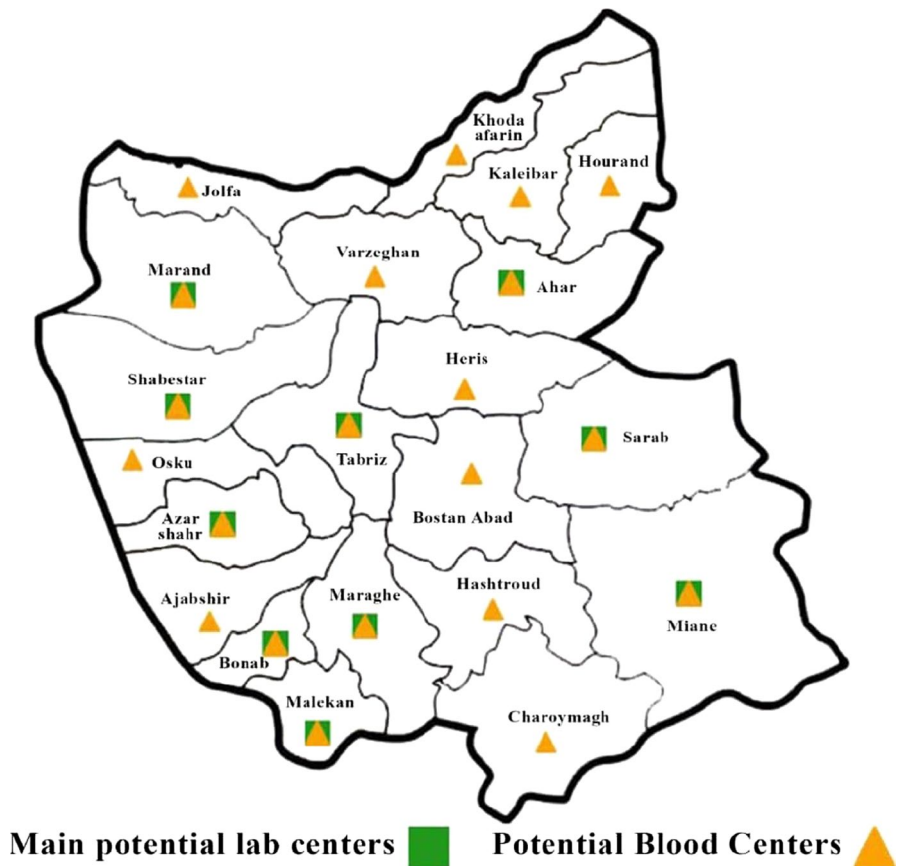 Khoda
afarin
Kaleibar
Hourand
Jolfa
Varzeghan
Marand
Ahar
Heris
Shabestar
Sarab
Tabriz
Osku
Bostan Abad
Azar
shahr
Hashtroud
Ajabshir
Maraghe
Miane
Bonab
Malekan
Charoymagh
Main potential lab centers
Potential Blood Centers